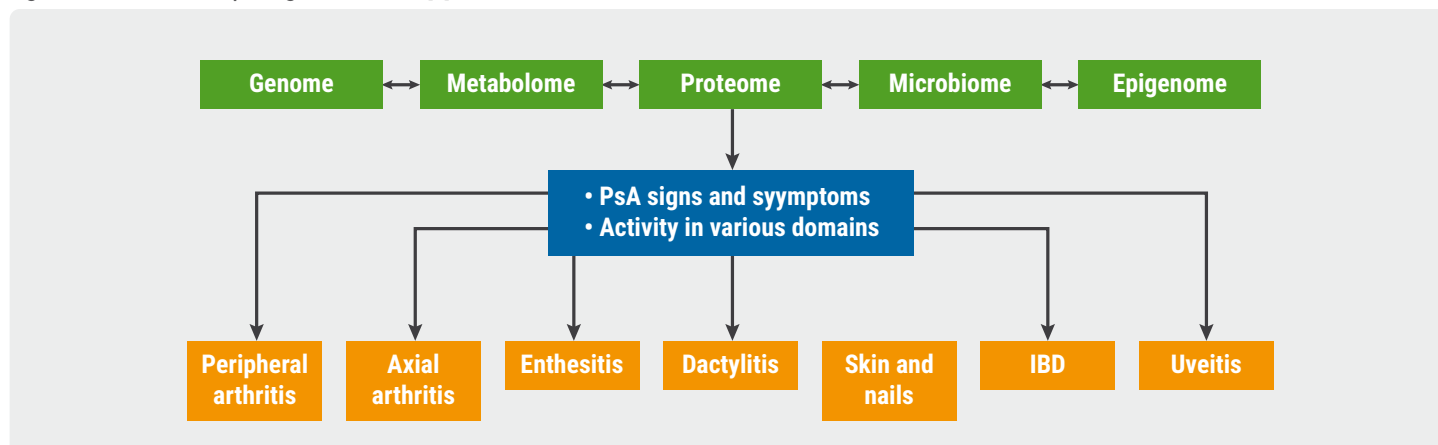 Genome
Metabolome
Proteome
Microbiome
Epigenome
• PsA signs and syymptoms
• Activity in various domains
Peripheral
arthritis
Axial
arthritis
Enthesitis
Dactylitis
Skin and
nails
IBD
Uveitis